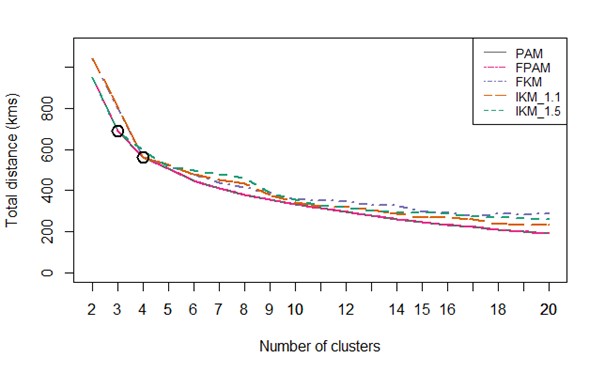 PAM
FPAM
FKM
IKM_1.1
IKM_1.5
Total distance (kms)
800
600
400
200
0
2 3 4 5 6 7 8 9 10 12 14 15 16 18 20
Number of clusters